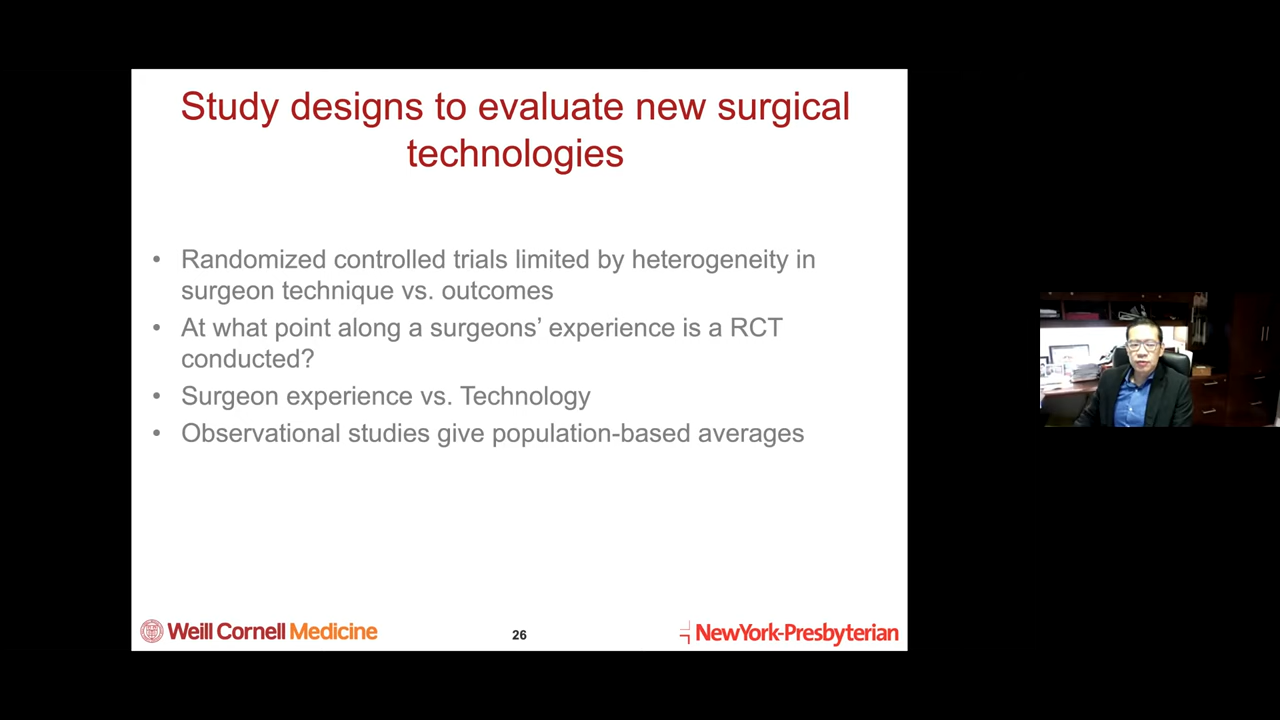 Study designs to evaluate new surgical
technologies
• Randomized controlled trials limited by heterogeneity in
surgeon technique vs. outcomes
• At what point along a surgeons’ experience is a RCT
conducted?
• Surgeon experience vs. Technology
• Observational studies give population-based averages
Weill Cornell Medicine
26
NewYork-Presbyterian